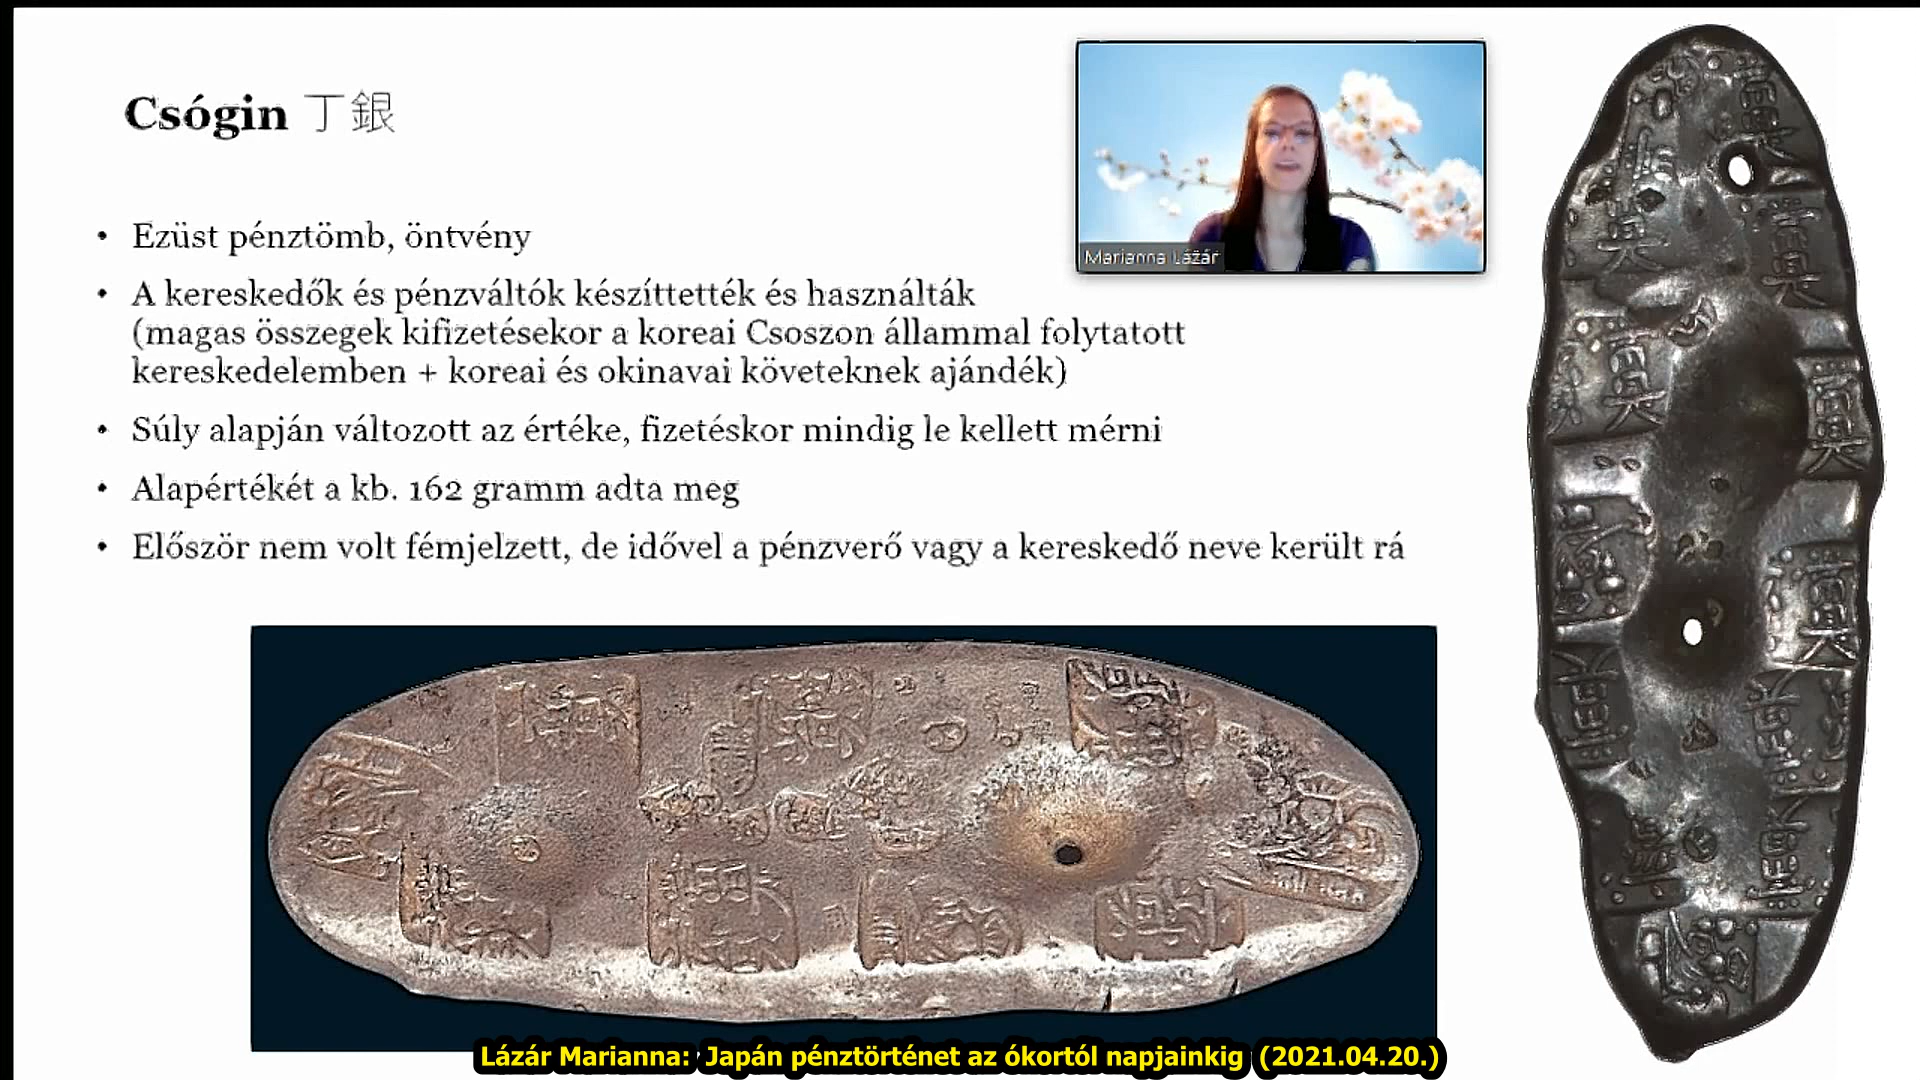 Csógin 丁銀
Marianna Lázár
• Ezüst pénztömb, öntvény
• A kereskedők és pénzváltók készíttették és használták
(magas összegek kifizetésekor a koreai Csoszon állammal folytatott
kereskedelemben + koreai és okinavai követeknek ajándék)
• Súly alapján változott az értéke, fizetéskor mindig le kellett mérni
• Alapértékét a kb. 162 gramm adta meg
• Először nem volt fémjelzett, de idővel a pénzverő vagy a kereskedő neve került rá
Lázár Marianna: Japán pénztörténet az ókortól napjainkig (2021.04.20.)